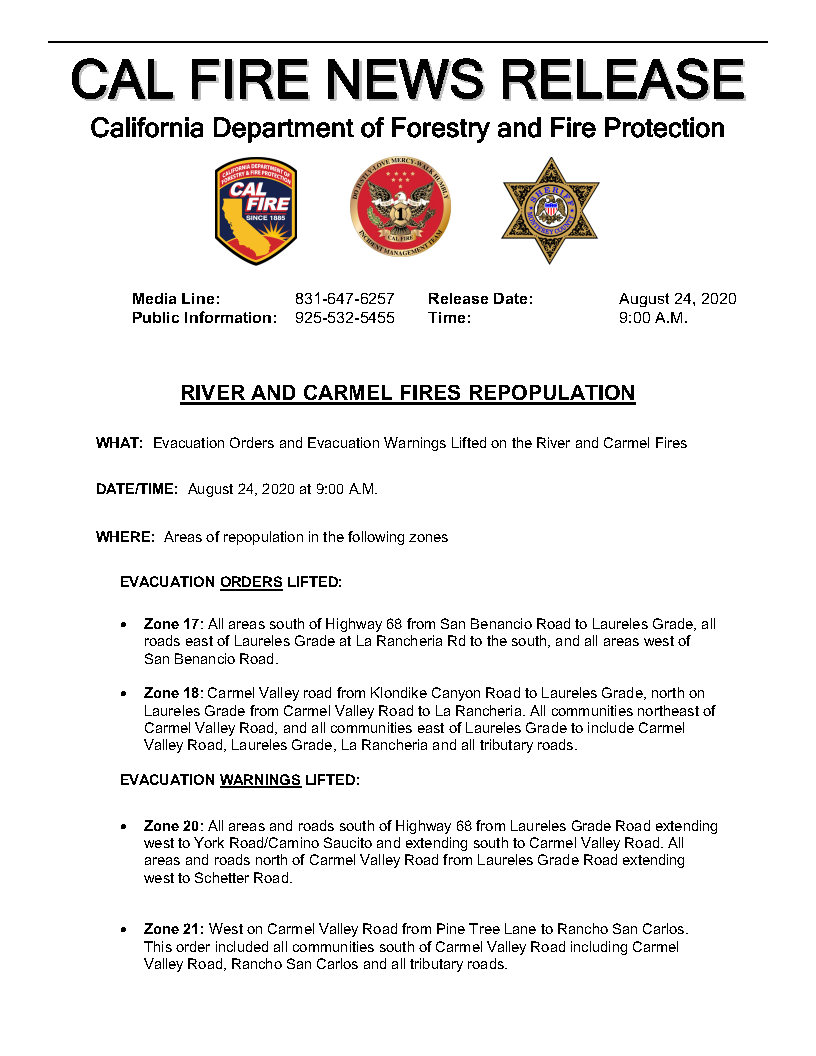 CAL FIRE NEWS RELEASE
California Department of Forestry and Fire Protection
CALIFORNIA DEPARTMENT OF
FORESTRY & FIRE PROTECTION
CAL
FIRE
SINCE 1885
DO JUSTLY-LOVE MERCY-WALK HUMBLY
1
CAL FIRE
INCIDENT MANAGEMENT TEAM
SHERIFF
MONTEREY COUNTY
Media Line: 831-647-6257 Release Date: August 24, 2020
Public Information: 925-532-5455 Time: 9:00 A.M.
RIVER AND CARMEL FIRES REPOPULATION
WHAT: Evacuation Orders and Evacuation Warnings Lifted on the River and Carmel Fires
DATE/TIME: August 24, 2020 at 9:00 A.M.
WHERE: Areas of repopulation in the following zones
EVACUATION ORDERS LIFTED:
• Zone 17: All areas south of Highway 68 from San Benancio Road to Laureles Grade, all
roads east of Laureles Grade at La Rancheria Rd to the south, and all areas west of
San Benancio Road.
• Zone 18: Carmel Valley road from Klondike Canyon Road to Laureles Grade, north on
Laureles Grade from Carmel Valley Road to La Rancheria. All communities northeast of
Carmel Valley Road, and all communities east of Laureles Grade to include Carmel
Valley Road, Laureles Grade, La Rancheria and all tributary roads.
EVACUATION WARNINGS LIFTED:
• Zone 20: All areas and roads south of Highway 68 from Laureles Grade Road extending
west to York Road/Camino Saucito and extending south to Carmel Valley Road. All
areas and roads north of Carmel Valley Road from Laureles Grade Road extending
west to Schetter Road.
• Zone 21: West on Carmel Valley Road from Pine Tree Lane to Rancho San Carlos.
This order included all communities south of Carmel Valley Road including Carmel
Valley Road, Rancho San Carlos and all tributary roads.